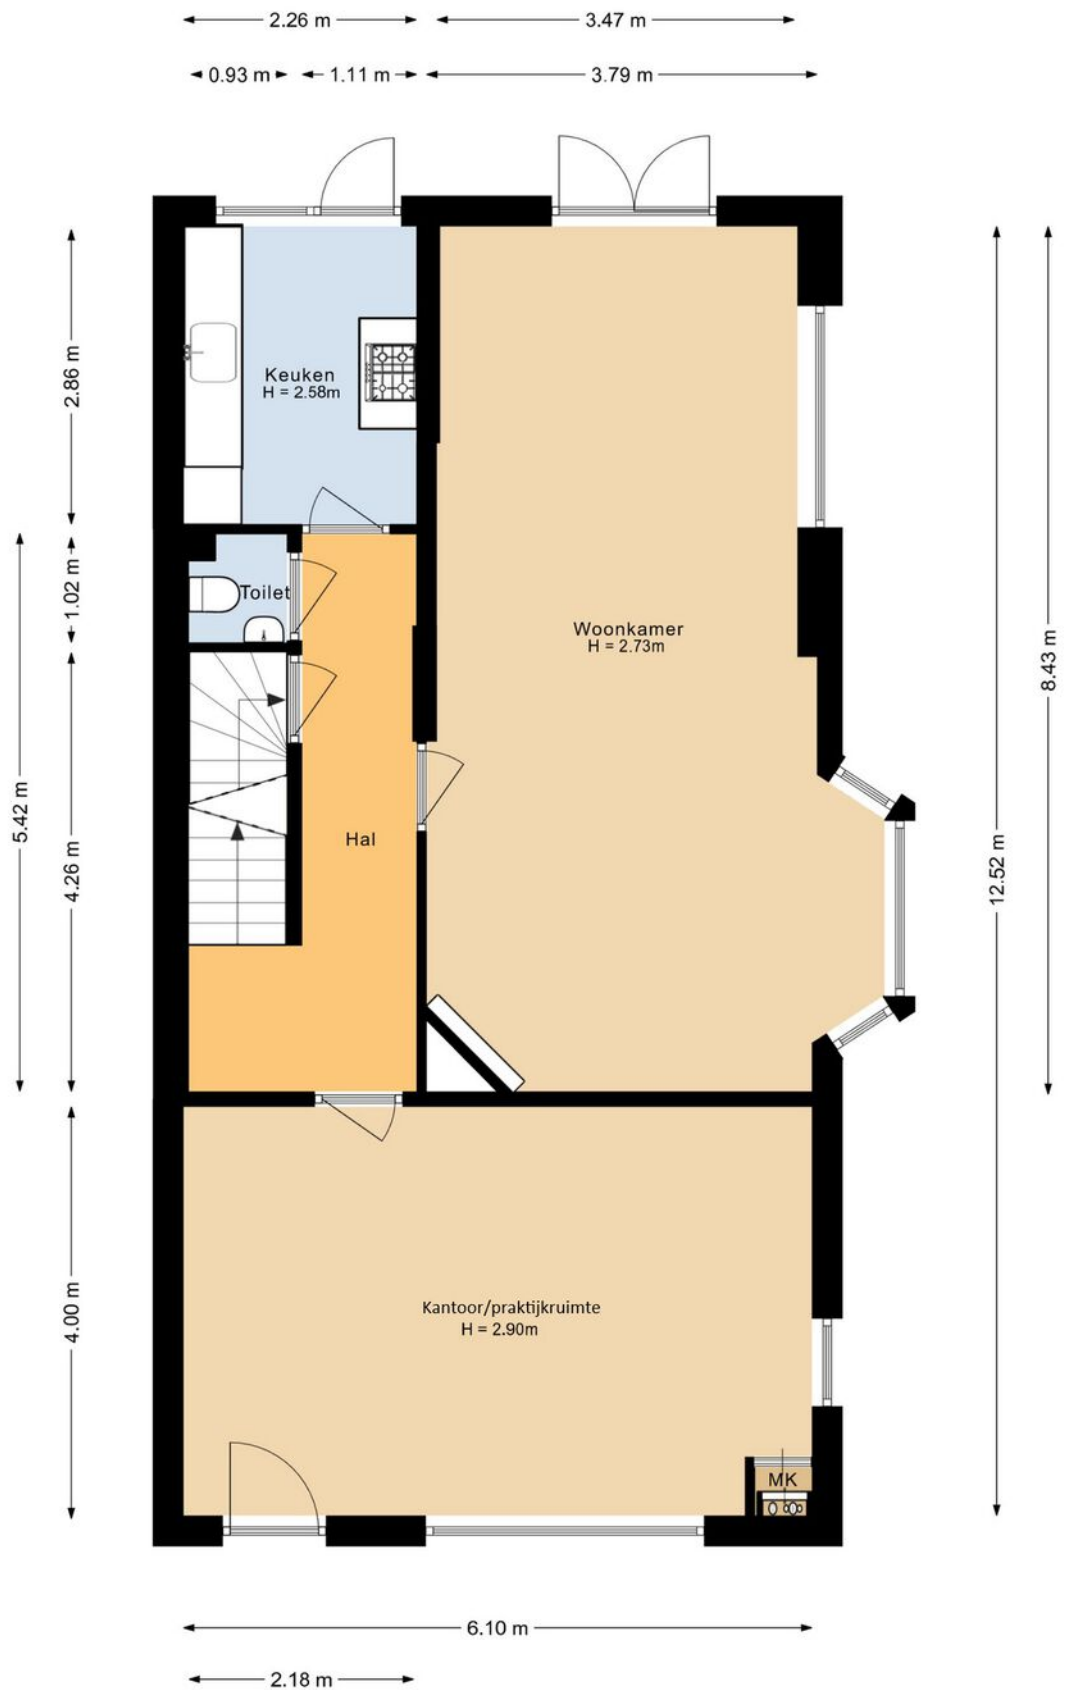 2.26 m
3.47 m
0.93 m
1.11 m
3.79 m
2.86 m
Keuken
H = 2.58m
1.02 m
Toilet
Woonkamer
H = 2.73m
8.43 m
5.42 m
4.26 m
Hal
12.52 m
4.00 m
Kantoor/praktijkruimte
H = 2.90m
MK
6.10 m
2.18 m